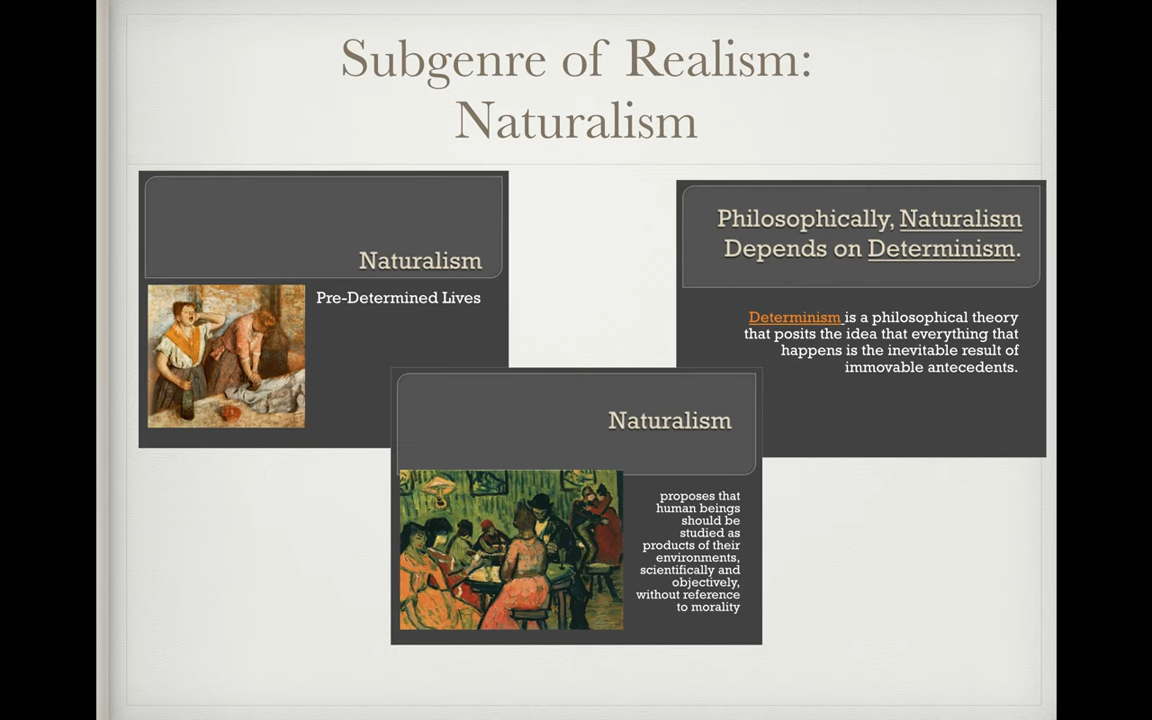 Subgenre of Realism:
Naturalism
Naturalism
Pre-Determined Lives
Philosophically, Naturalism
Depends on Determinism.
Determinism is a philosophical theory
that posits the idea that everything that
happens is the inevitable result of
immovable antecedents.
Naturalism
proposes that
human beings
should be
studied as
products of their
environments,
scientifically and
objectively,
without reference
to morality